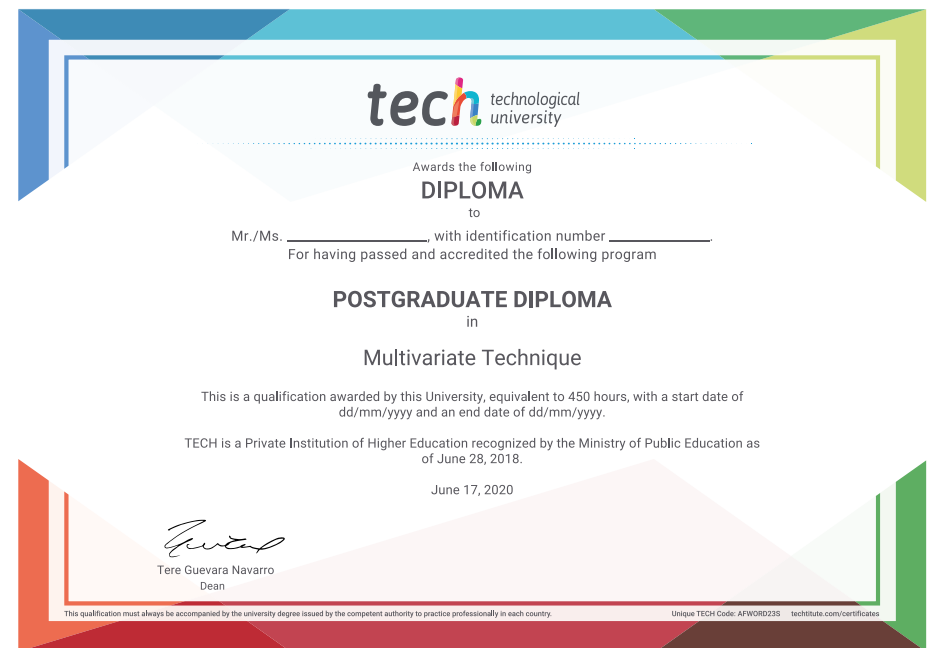 tech technological
university
Awards the following
DIPLOMA
to
Mr./Ms. ____________________, with identification number ______________.
For having passed and accredited the following program
POSTGRADUATE DIPLOMA
in
Multivariate Technique
This is a qualification awarded by this University, equivalent to 450 hours, with a start date of
dd/mm/yyyy and an end date of dd/mm/yyyy.
TECH is a Private Institution of Higher Education recognized by the Ministry of Public Education as
of June 28, 2018.
June 17, 2020
Tere Guevara Navarro
Dean
This qualification must always be accompanied by the university degree issued by the competent authority to practice professionally in each country. Unique TECH Code: AFWORD23S techtitute.com/certificates